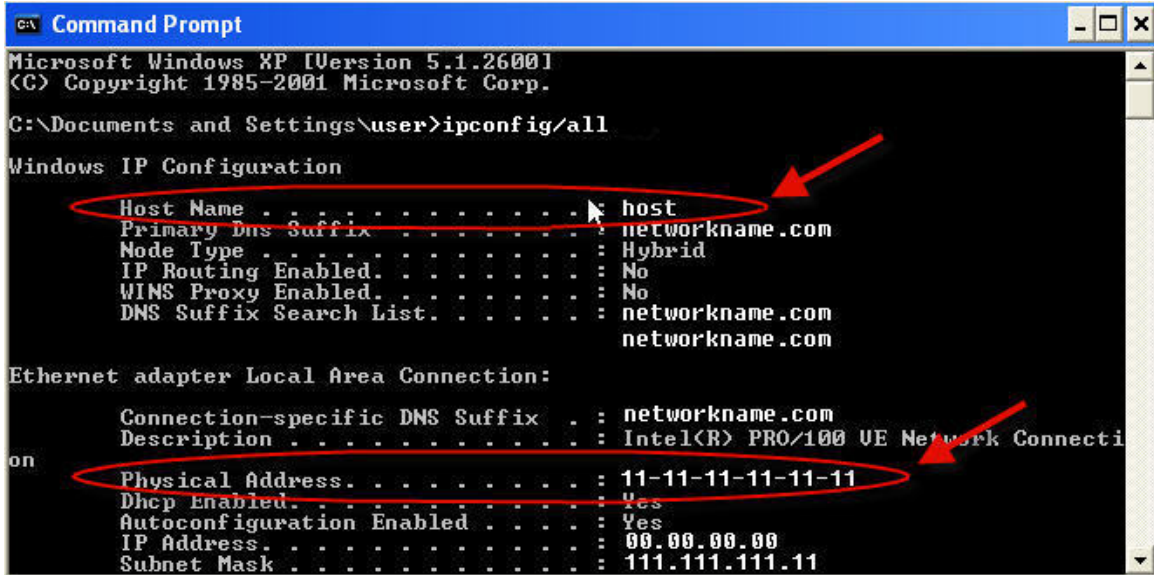 Command Prompt
Microsoft Windows XP [Version 5.1.2600]
(C) Copyright 1985-2001 Microsoft Corp.
C:\Documents and Settings\user>ipconfig/all
Windows IP Configuration
Host Name . . . . . . . . . . . . : host
Primary Dns Suffix  . . . . . . . : networkname.com
Node Type . . . . . . . . . . . . : Hybrid
IP Routing Enabled. . . . . . . . : No
WINS Proxy Enabled. . . . . . . . : No
DNS Suffix Search List. . . . . . : networkname.com
networkname.com
Ethernet adapter Local Area Connection:
Connection-specific DNS Suffix  . : networkname.com
Description . . . . . . . . . . . : Intel(R) PRO/100 VE Network Connecti
on
Physical Address. . . . . . . . . : 11-11-11-11-11-11
Dhcp Enabled. . . . . . . . . . . : Yes
Autoconfiguration Enabled . . . . : Yes
IP Address. . . . . . . . . . . . : 00.00.00.00
Subnet Mask . . . . . . . . . . . : 111.111.111.11